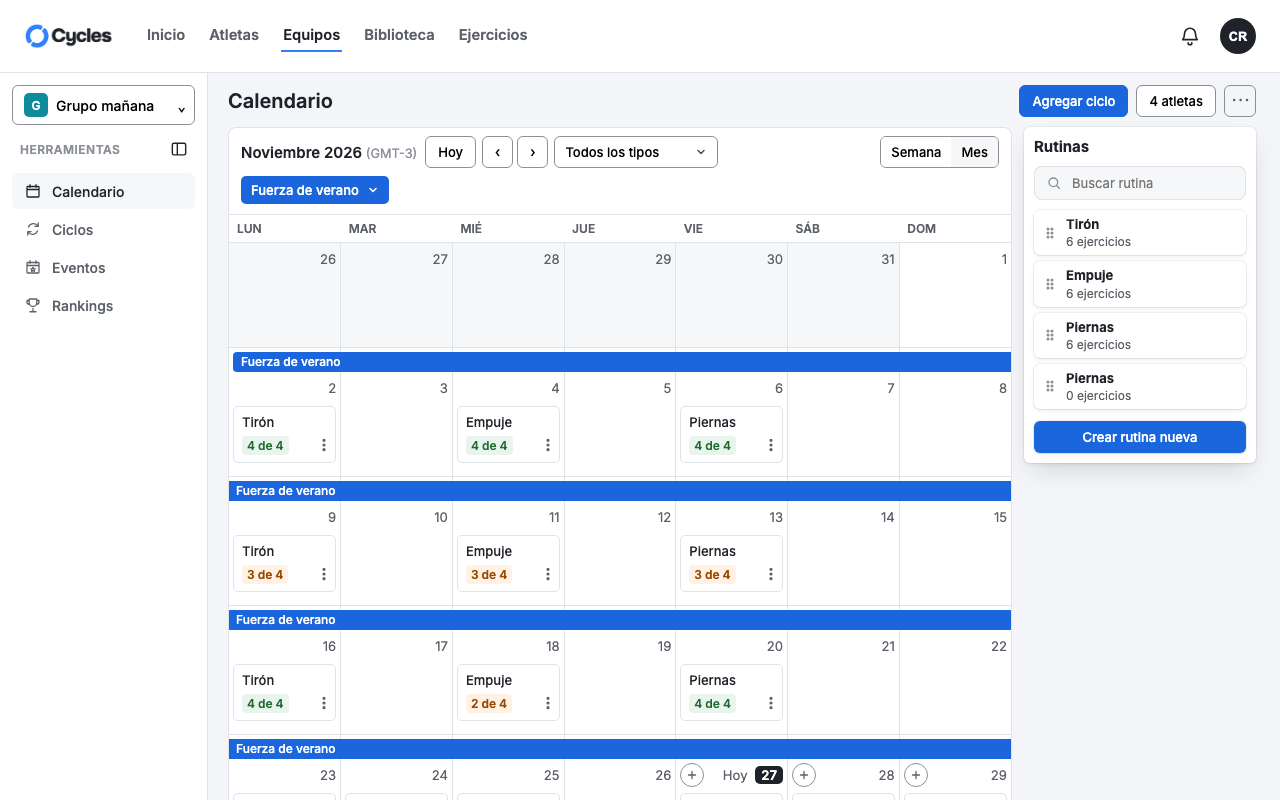 Cycles
Inicio
Atletas
Equipos
Biblioteca
Ejercicios
CR
G
Grupo mañana
HERRAMIENTAS
Calendario
Ciclos
Eventos
Rankings
Calendario
Agregar ciclo
4 atletas
Noviembre 2026 (GMT-3)
Hoy
Todos los tipos
Semana
Mes
Fuerza de verano
LUN MAR MIÉ JUE VIE SÁB DOM
26 27 28 29 30 31 1
Fuerza de verano
2 3 4 5 6 7 8
Tirón Empuje Piernas
4 de 4 4 de 4 4 de 4
Fuerza de verano
9 10 11 12 13 14 15
Tirón Empuje Piernas
3 de 4 3 de 4 3 de 4
Fuerza de verano
16 17 18 19 20 21 22
Tirón Empuje Piernas
4 de 4 2 de 4 4 de 4
Fuerza de verano
23 24 25 26 Hoy 27 28 29
Rutinas
Buscar rutina
Tirón
6 ejercicios
Empuje
6 ejercicios
Piernas
6 ejercicios
Piernas
0 ejercicios
Crear rutina nueva